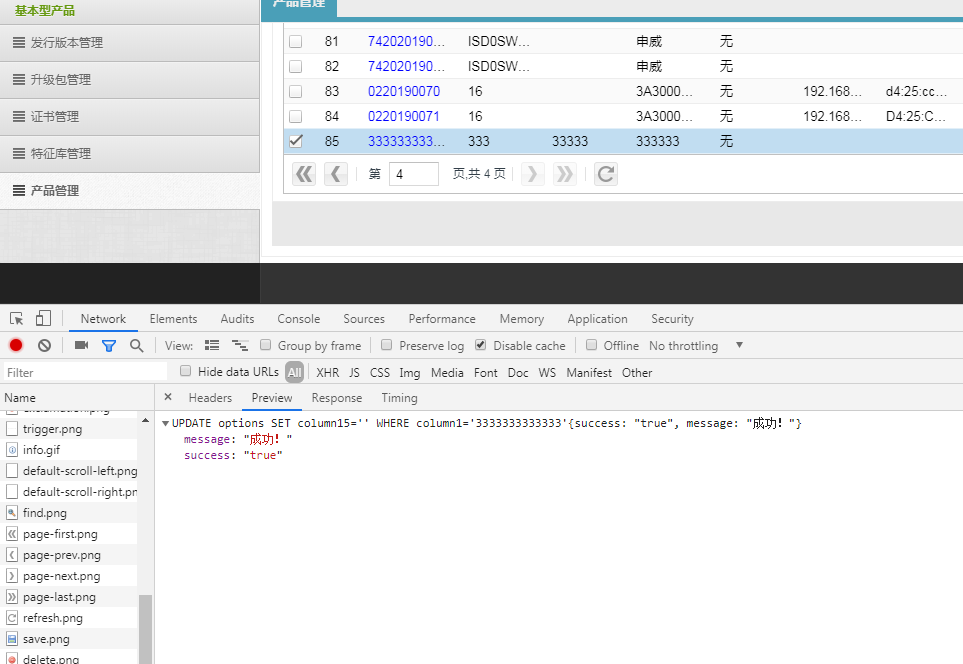 基本型产品
产品管理
发行版本管理
升级包管理
证书管理
特征库管理
产品管理
81 742020190... ISD0SW... 申威 无
82 742020190... ISD0SW... 申威 无
83 0220190070 16 3A3000... 无 192.168... d4:25:cc...
84 0220190071 16 3A3000... 无 192.168... D4:25:C...
85 333333333... 333 33333 333333 无
第 4 页,共 4 页
Network Elements Audits Console Sources Performance Memory Application Security
View: Group by frame Preserve log Disable cache Offline No throttling
Filter Hide data URLs All XHR JS CSS Img Media Font Doc WS Manifest Other
Name
× Headers Preview Response Timing
trigger.png
info.gif
default-scroll-left.png
default-scroll-right.pn
find.png
page-first.png
page-prev.png
page-next.png
page-last.png
refresh.png
save.png
delete.png
UPDATE options SET column15='' WHERE column1='3333333333333'{success: "true", message: "成功！"}
message: "成功！"
success: "true"